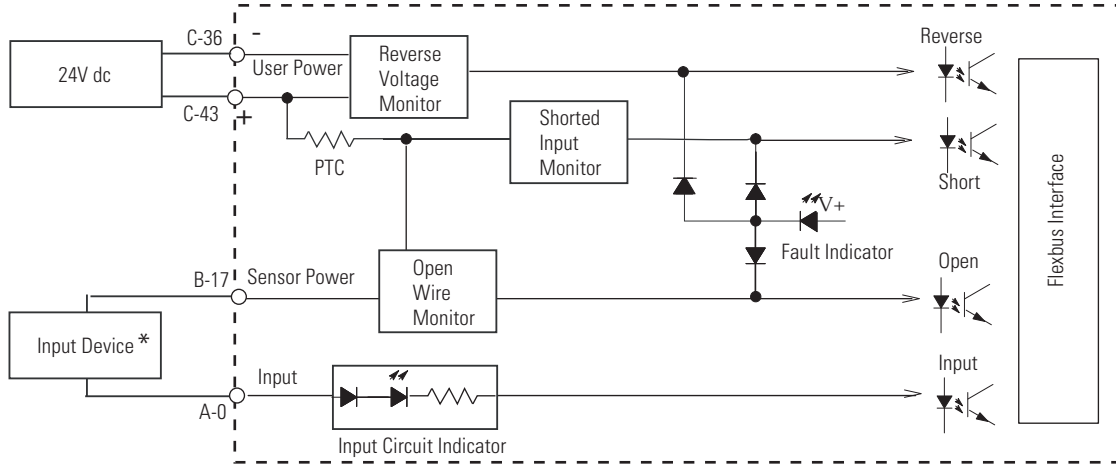 24V dc
C-36
-
User Power
C-43
+
Reverse
Voltage
Monitor
PTC
Shorted
Input
Monitor
Reverse
Short
V+
Fault Indicator
Flexbus Interface
B-17
Sensor Power
Open
Wire
Monitor
Open
Input Device *
A-0
Input
Input Circuit Indicator
Input